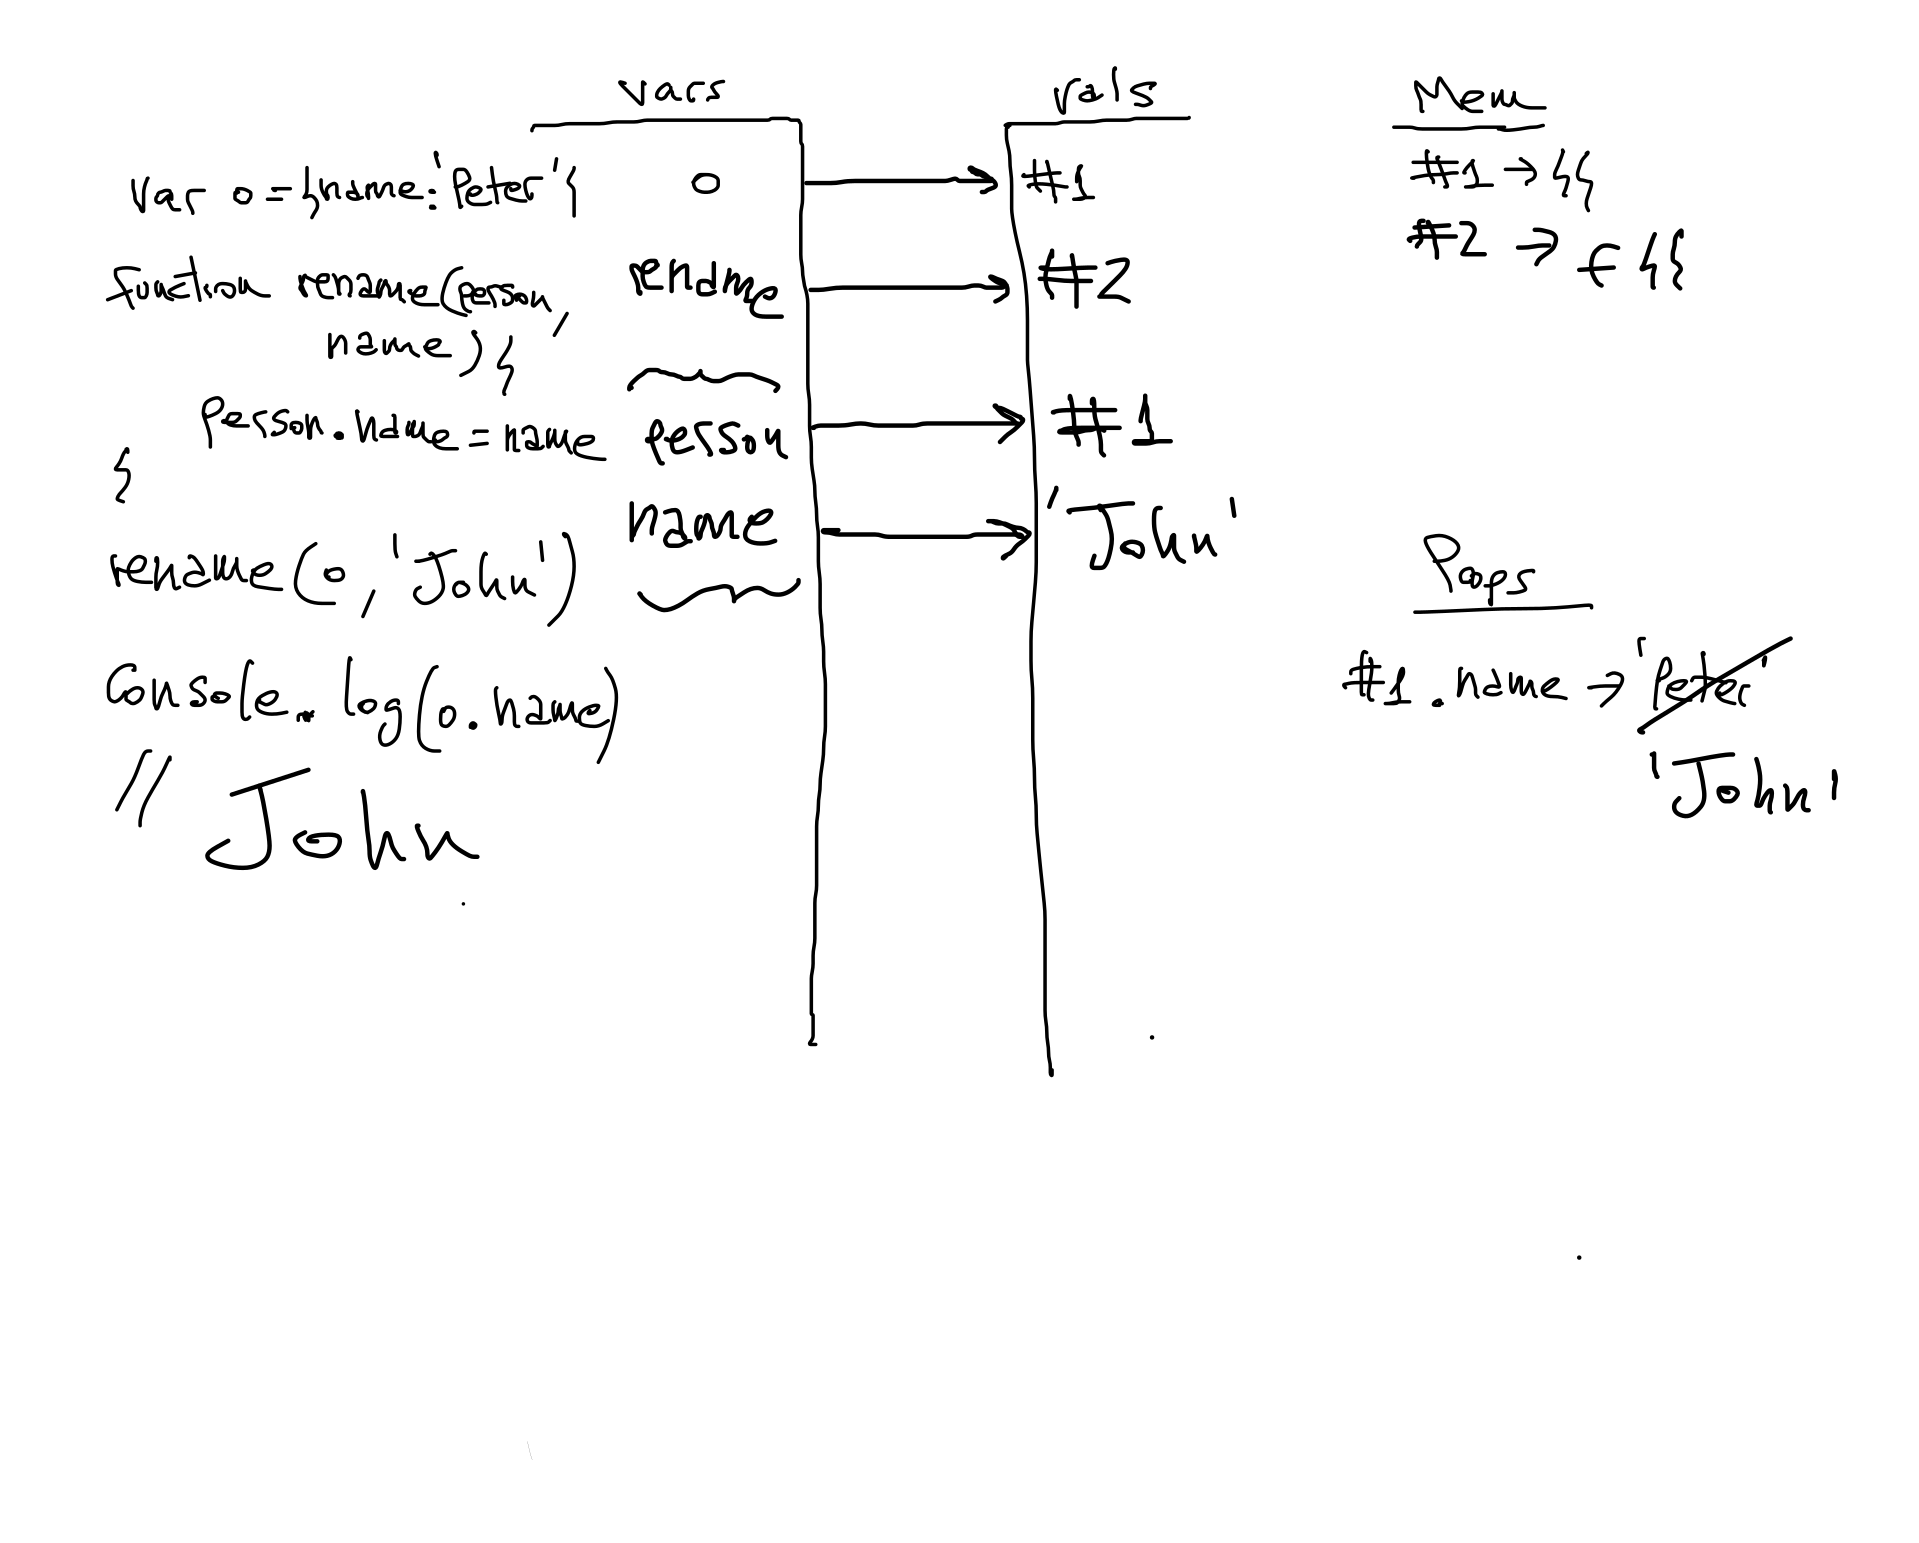 vars
vals
Mem
var o = {name: 'Peter'}
o
#1
#1 → {}
function rename(person,
name) {
rename
#2
#2 → f {}
person.name = name
person
#1
}
name
'John'
rename(o, 'John')
Props
console.log(o.name)
#1.name → 'Peter'
'John'
// John